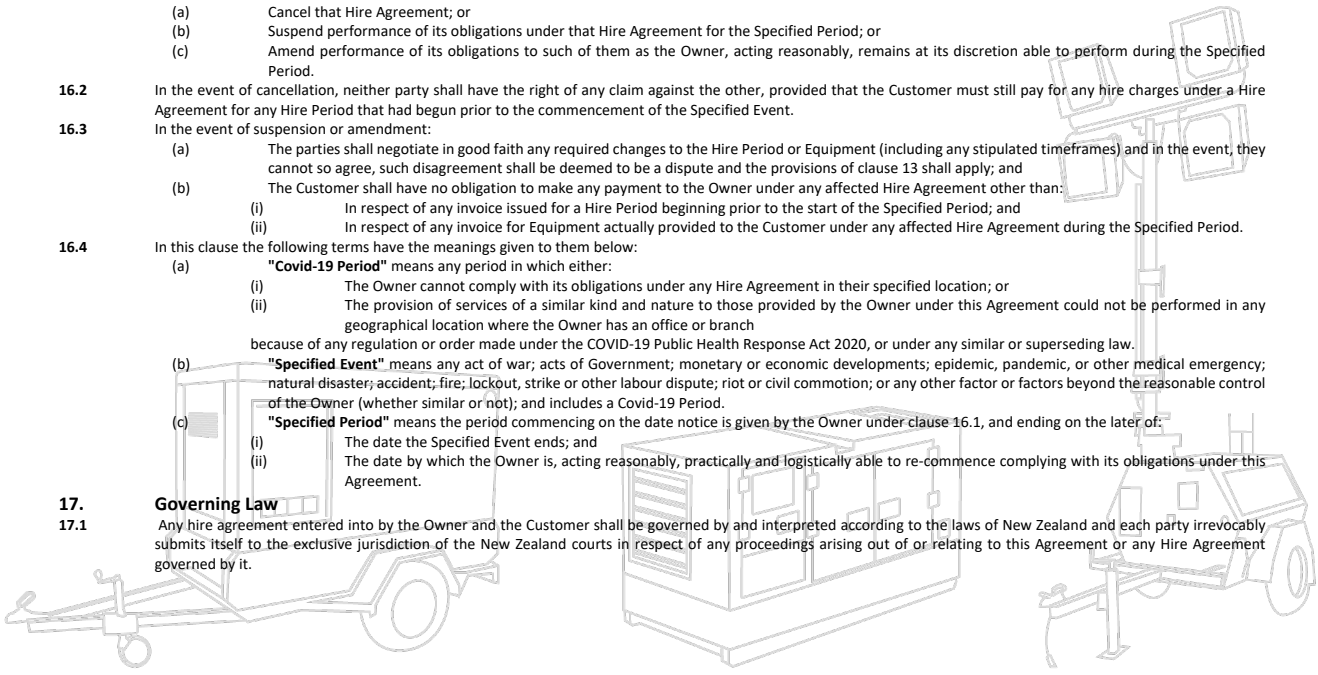 (a) Cancel that Hire Agreement; or
(b) Suspend performance of its obligations under that Hire Agreement for the Specified Period; or
(c) Amend performance of its obligations to such of them as the Owner, acting reasonably, remains at its discretion able to perform during the Specified
Period.
16.2 In the event of cancellation, neither party shall have the right of any claim against the other, provided that the Customer must still pay for any hire charges under a Hire
Agreement for any Hire Period that had begun prior to the commencement of the Specified Event.
16.3 In the event of suspension or amendment:
(a) The parties shall negotiate in good faith any required changes to the Hire Period or Equipment (including any stipulated timeframes) and in the event, they
cannot so agree, such disagreement shall be deemed to be a dispute and the provisions of clause 13 shall apply; and
(b) The Customer shall have no obligation to make any payment to the Owner under any affected Hire Agreement other than:
(i) In respect of any invoice issued for a Hire Period beginning prior to the start of the Specified Period; and
(ii) In respect of any invoice for Equipment actually provided to the Customer under any affected Hire Agreement during the Specified Period.
16.4 In this clause the following terms have the meanings given to them below:
(a) "Covid-19 Period" means any period in which either:
(i) The Owner cannot comply with its obligations under any Hire Agreement in their specified location; or
(ii) The provision of services of a similar kind and nature to those provided by the Owner under this Agreement could not be performed in any
geographical location where the Owner has an office or branch
because of any regulation or order made under the COVID-19 Public Health Response Act 2020, or under any similar or superseding law.
(b) "Specified Event" means any act of war; acts of Government; monetary or economic developments; epidemic, pandemic, or other medical emergency;
natural disaster; accident; fire; lockout, strike or other labour dispute; riot or civil commotion; or any other factor or factors beyond the reasonable control
of the Owner (whether similar or not); and includes a Covid-19 Period.
(c) "Specified Period" means the period commencing on the date notice is given by the Owner under clause 16.1, and ending on the later of:
(i) The date the Specified Event ends; and
(ii) The date by which the Owner is, acting reasonably, practically and logistically able to re-commence complying with its obligations under this
Agreement.
17. Governing Law
17.1 Any hire agreement entered into by the Owner and the Customer shall be governed by and interpreted according to the laws of New Zealand and each party irrevocably
submits itself to the exclusive jurisdiction of the New Zealand courts in respect of any proceedings arising out of or relating to this Agreement or any Hire Agreement
governed by it.